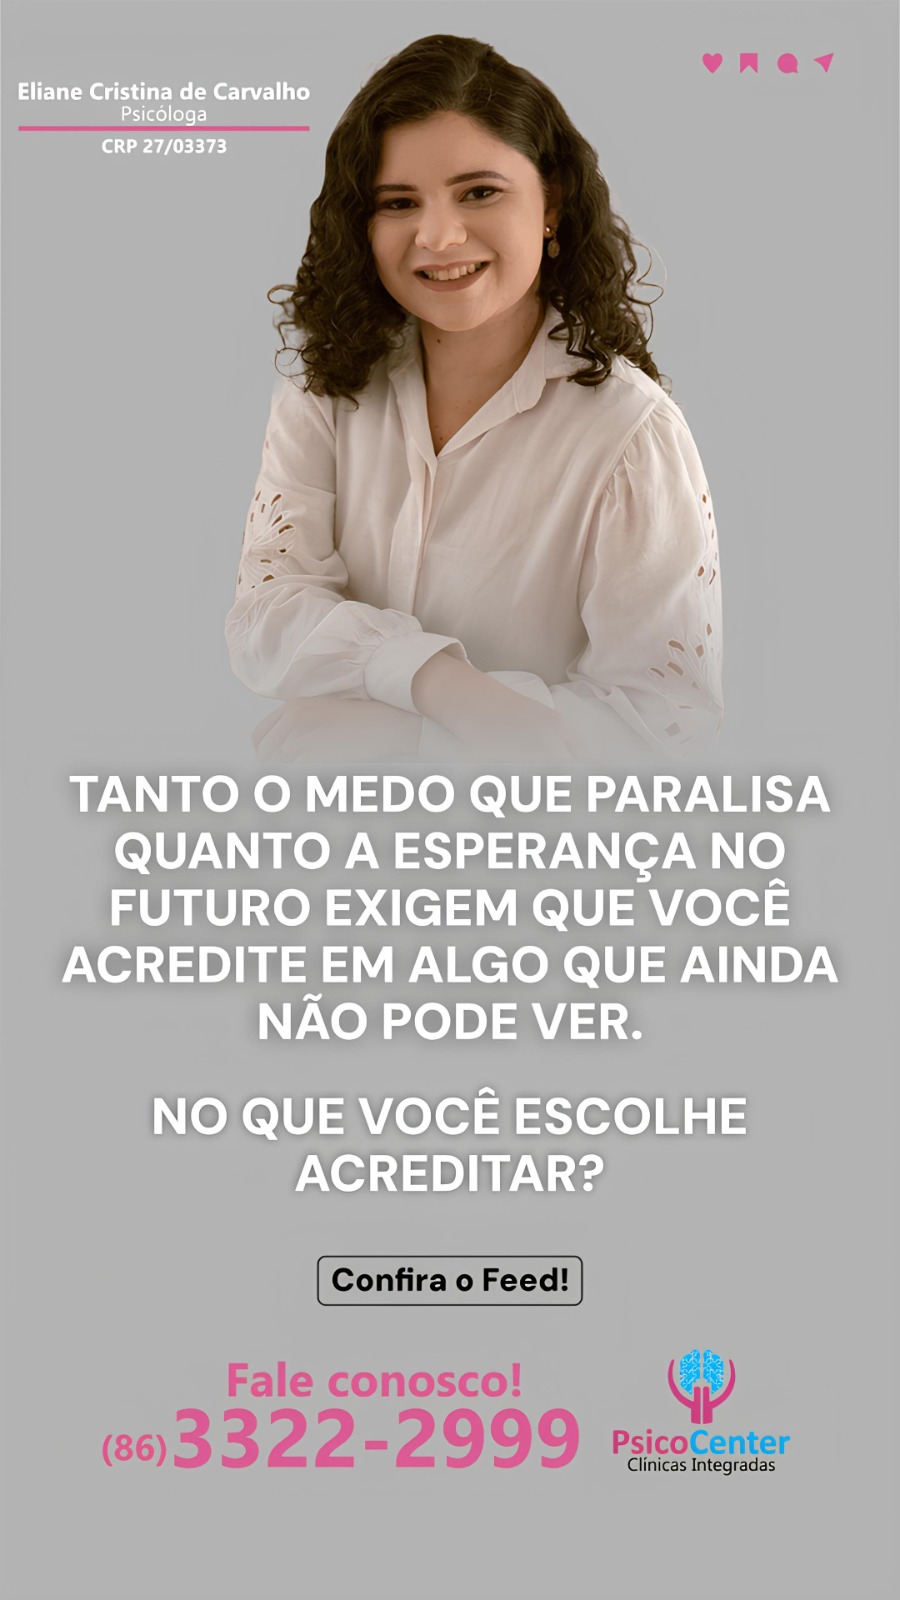 Eliane Cristina de Carvalho
Psicóloga
CRP 27/03373
TANTO O MEDO QUE PARALISA
QUANTO A ESPERANÇA NO
FUTURO EXIGEM QUE VOCÊ
ACREDITE EM ALGO QUE AINDA
NÃO PODE VER.
NO QUE VOCÊ ESCOLHE
ACREDITAR?
Confira o Feed!
Fale conosco!
(86)3322-2999
PsicoCenter
Clínicas Integradas